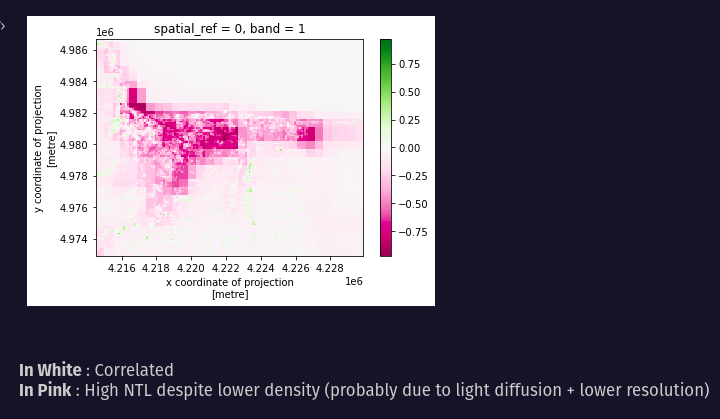 spatial_ref = 0, band = 1
1e6
4.986
4.984
4.982
4.980
4.978
4.976
4.974
y coordinate of projection
[metre]
4.216 4.218 4.220 4.222 4.224 4.226 4.228
1e6
x coordinate of projection
[metre]
0.75
0.50
0.25
0.00
−0.25
−0.50
−0.75
In White : Correlated
In Pink : High NTL despite lower density (probably due to light diffusion + lower resolution)